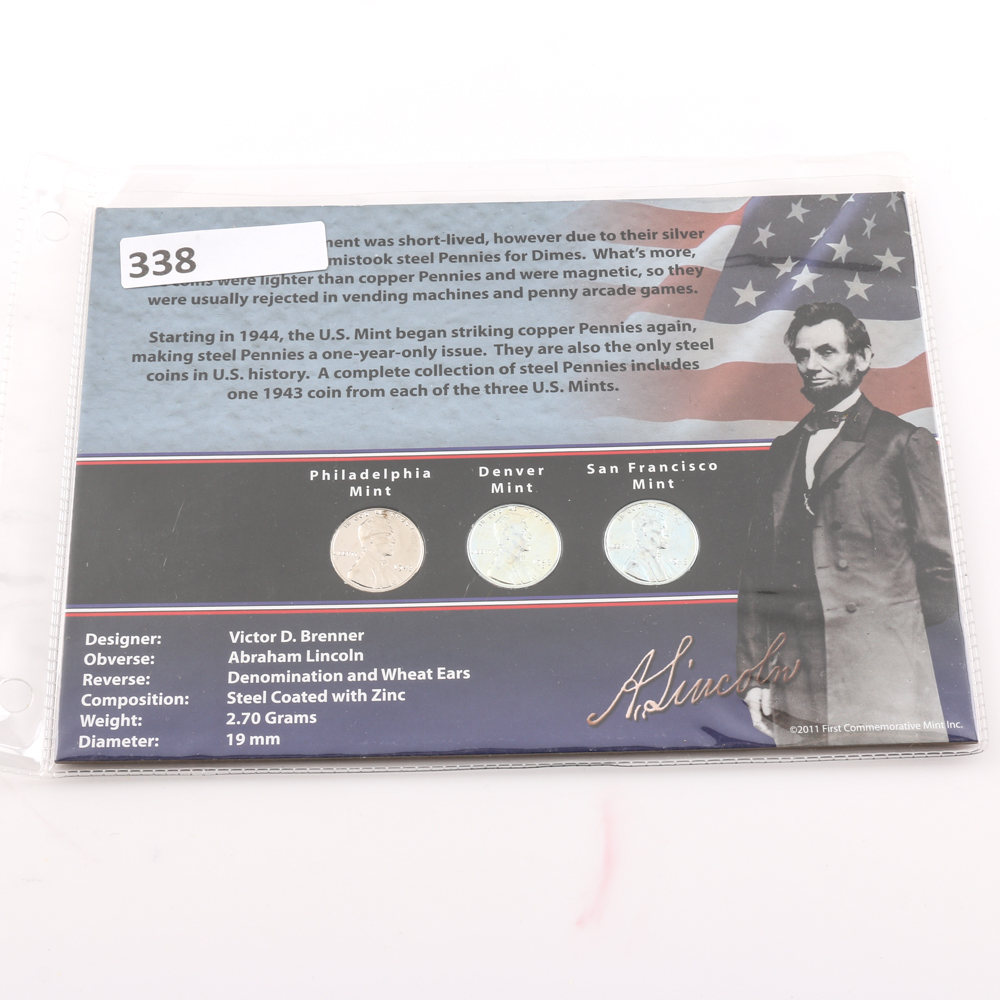 338
was short-lived, however due to their silver
mistook steel Pennies for Dimes. What's more,
were lighter than copper Pennies and were magnetic, so they
were usually rejected in vending machines and penny arcade games.
Starting in 1944, the U.S. Mint began striking copper Pennies again,
making steel Pennies a one-year-only issue. They are also the only steel
coins in U.S. history. A complete collection of steel Pennies includes
one 1943 coin from each of the three U.S. Mints.
Philadelphia Mint
Denver Mint
San Francisco Mint
Designer: Victor D. Brenner
Obverse: Abraham Lincoln
Reverse: Denomination and Wheat Ears
Composition: Steel Coated with Zinc
Weight: 2.70 Grams
Diameter: 19 mm
A. Lincoln
©2011 First Commemorative Mint Inc.